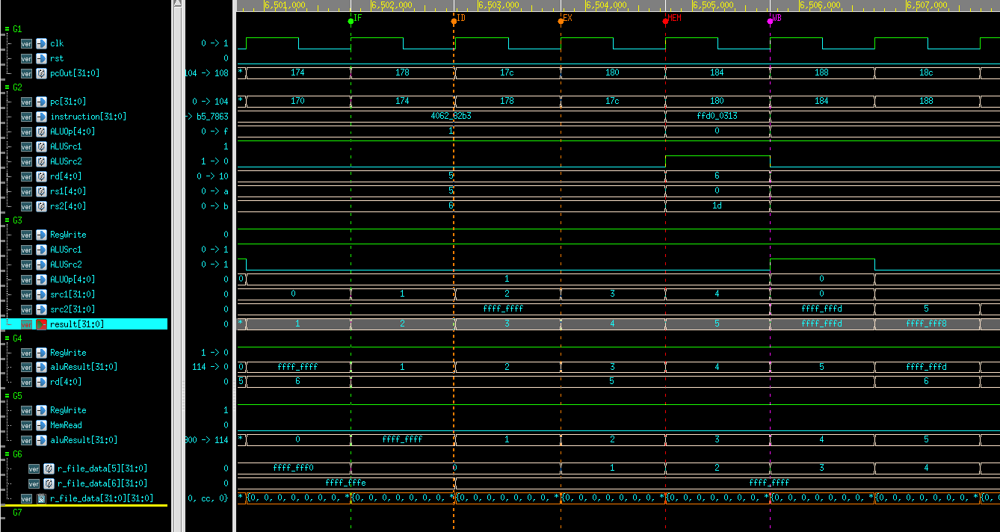 6,501,000 6,502,000 6,503,000 6,504,000 6,505,000 6,506,000 6,507,000
IF ID EX MEM WB
= G1
ver clk 0 -> 1
ver rst 0
ver pcOut[31:0] 104 -> 108 * 174 178 17c 180 184 188 18c
= G2
ver pc[31:0] 0 -> 104 * 170 174 178 17c 180 184 188
ver instruction[31:0] -> b5_7863 4062_82b3 ffd0_0313
ver ALUOp[4:0] 0 -> f 1 0
ver ALUSrc1 1
ver ALUSrc2 1 -> 0
ver rd[4:0] 0 -> 10 5 6
ver rs1[4:0] 0 -> a 5 0
ver rs2[4:0] 0 -> b 6 1d
= G3
ver RegWrite 0
ver ALUSrc1 0 -> 1
ver ALUSrc2 0 -> 1
ver ALUOp[4:0] 0 0 1 0
ver src1[31:0] 0 0 1 2 3 4 0
ver src2[31:0] 0 ffff_ffff ffff_fffd 5
ver result[31:0] 0 * 1 2 3 4 5 ffff_fffd ffff_fff8
= G4
ver RegWrite 1 -> 0
ver aluResult[31:0] 114 -> 0 0 ffff_ffff 1 2 3 4 5 ffff_fffd
ver rd[4:0] 0 5 6 5 6
= G5
ver RegWrite 1
ver MemRead 0
ver aluResult[31:0] 300 -> 114 * 0 ffff_ffff 1 2 3 4 5
= G6
ver r_file_data[5][31:0] 0 ffff_fff0 0 1 2 3 4
ver r_file_data[6][31:0] 0 ffff_fffe ffff_ffff
ver r_file_data[31:0][31:0] 0, cc, 0} * {0, 0, 0, 0, 0, 0, 0, * {0, 0, 0, 0, 0, 0, 0, * {0, 0, 0, 0, 0, 0, 0, * {0, 0, 0, 0, 0, 0, 0, * {0, 0, 0, 0, 0, 0, 0, * {0, 0, 0, 0, 0, 0, 0, * {0, 0, 0, 0, 0, 0, 0, * {0, 0,
G7